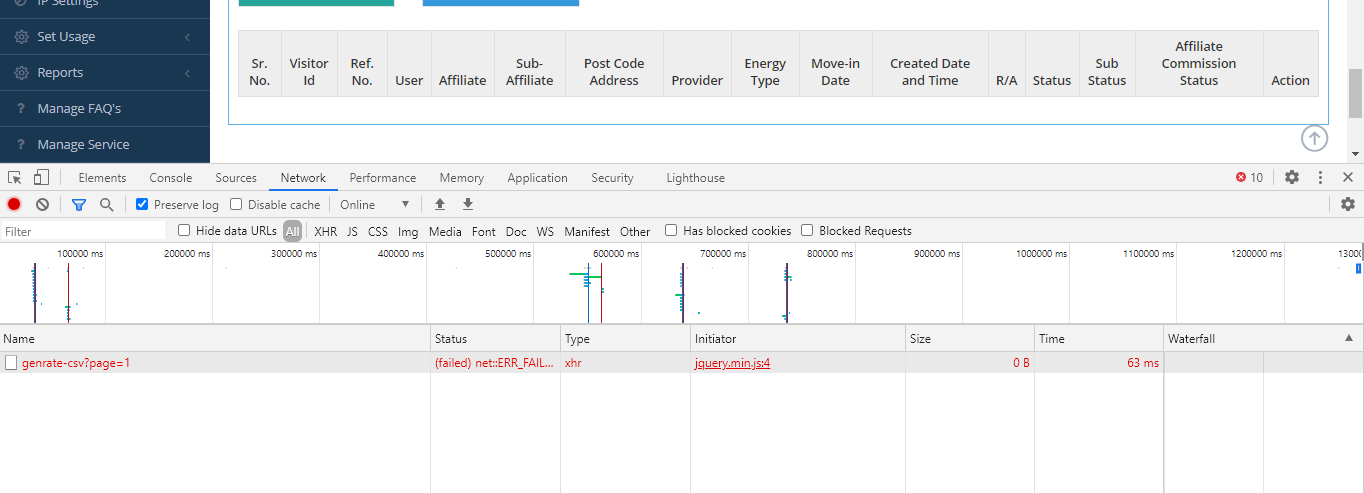 IP Settings
Set Usage
Reports
Manage FAQ's
Manage Service
Sr. No. Visitor Id Ref. No. User Affiliate Sub-Affiliate Post Code Address Provider Energy Type Move-in Date Created Date and Time R/A Status Sub Status Affiliate Commission Status Action
Elements Console Sources Network Performance Memory Application Security Lighthouse 10
Preserve log Disable cache Online
Filter Hide data URLs All XHR JS CSS Img Media Font Doc WS Manifest Other Has blocked cookies Blocked Requests
100000 ms 200000 ms 300000 ms 400000 ms 500000 ms 600000 ms 700000 ms 800000 ms 900000 ms 1000000 ms 1100000 ms 1200000 ms 13000
Name Status Type Initiator Size Time Waterfall
genrate-csv?page=1 (failed) net::ERR_FAIL... xhr jquery.min.js:4 0 B 63 ms